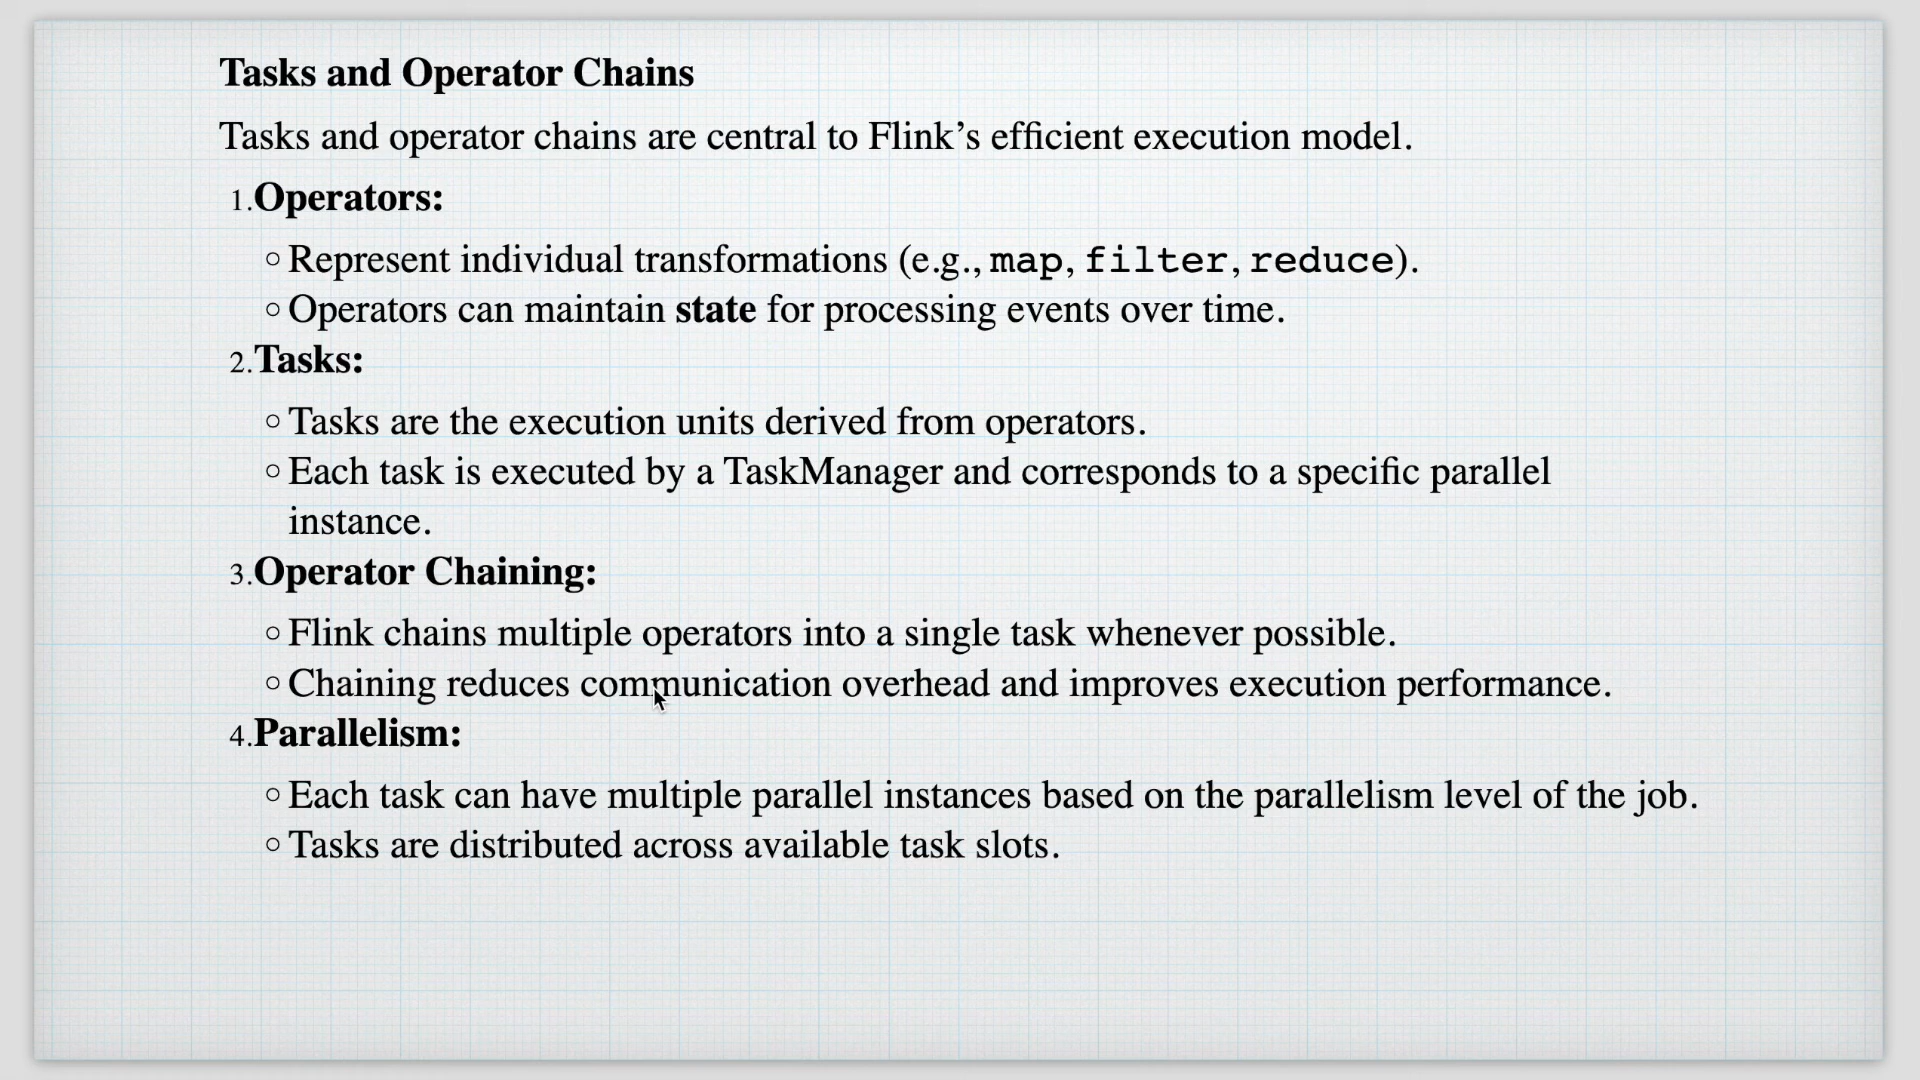 Tasks and Operator Chains
Tasks and operator chains are central to Flink’s efficient execution model.
1.Operators:
◦Represent individual transformations (e.g., map, filter, reduce).
◦Operators can maintain state for processing events over time.
2.Tasks:
◦Tasks are the execution units derived from operators.
◦Each task is executed by a TaskManager and corresponds to a specific parallel
instance.
3.Operator Chaining:
◦Flink chains multiple operators into a single task whenever possible.
◦Chaining reduces communication overhead and improves execution performance.
4.Parallelism:
◦Each task can have multiple parallel instances based on the parallelism level of the job.
◦Tasks are distributed across available task slots.